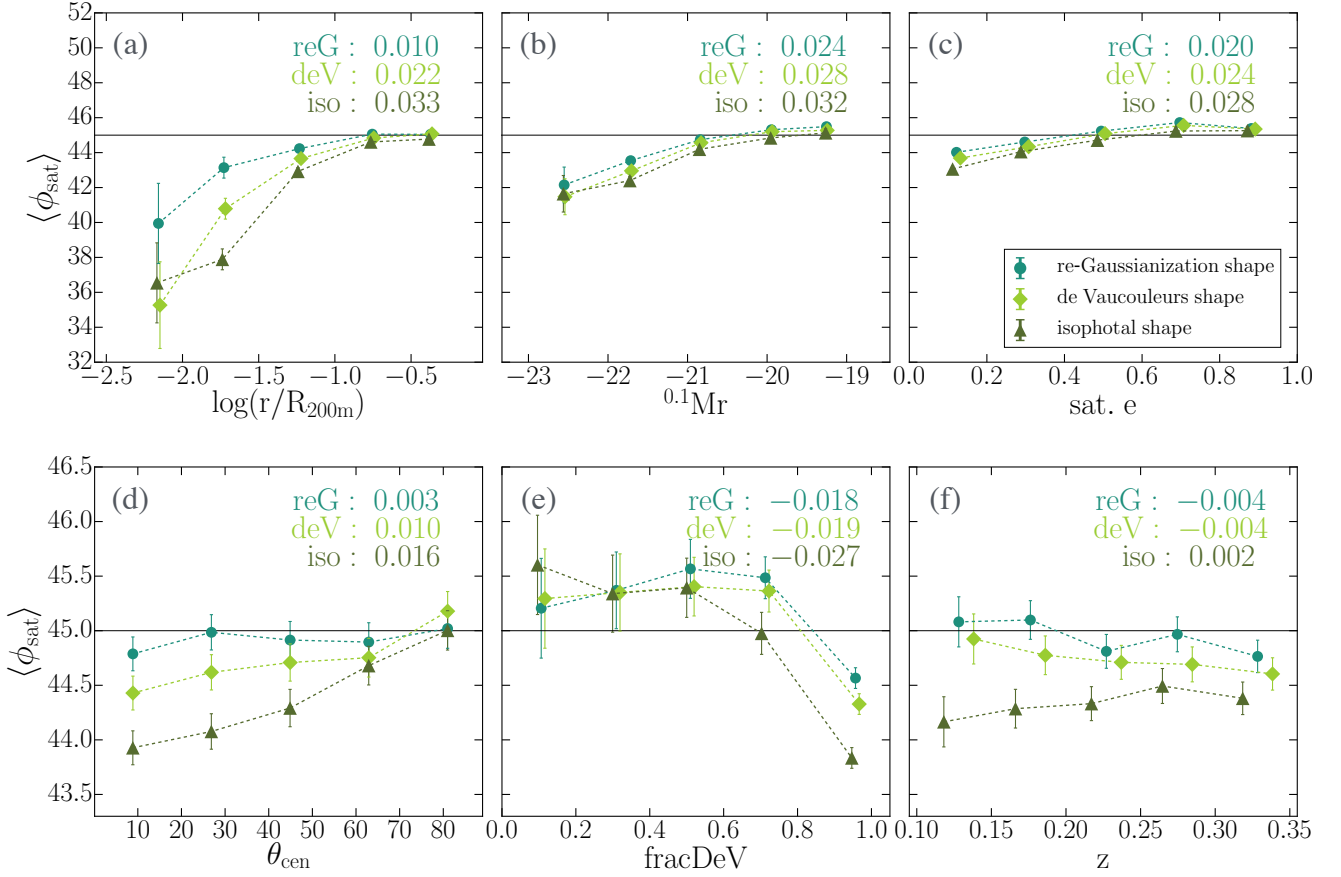 (a)
reG : 0.010
deV : 0.022
iso : 0.033
52
50
48
46
44
42
40
38
36
34
32
⟨ϕsat⟩
−2.5 −2.0 −1.5 −1.0 −0.5
log(r/R200m)
(b)
reG : 0.024
deV : 0.028
iso : 0.032
−23 −22 −21 −20 −19
0.1Mr
(c)
reG : 0.020
deV : 0.024
iso : 0.028
re-Gaussianization shape
de Vaucouleurs shape
isophotal shape
0.0 0.2 0.4 0.6 0.8 1.0
sat. e
(d)
reG : 0.003
deV : 0.010
iso : 0.016
46.5
46.0
45.5
45.0
44.5
44.0
43.5
⟨ϕsat⟩
10 20 30 40 50 60 70 80
θcen
(e)
reG : −0.018
deV : −0.019
iso : −0.027
0.0 0.2 0.4 0.6 0.8 1.0
fracDeV
(f)
reG : −0.004
deV : −0.004
iso : 0.002
0.10 0.15 0.20 0.25 0.30 0.35
z